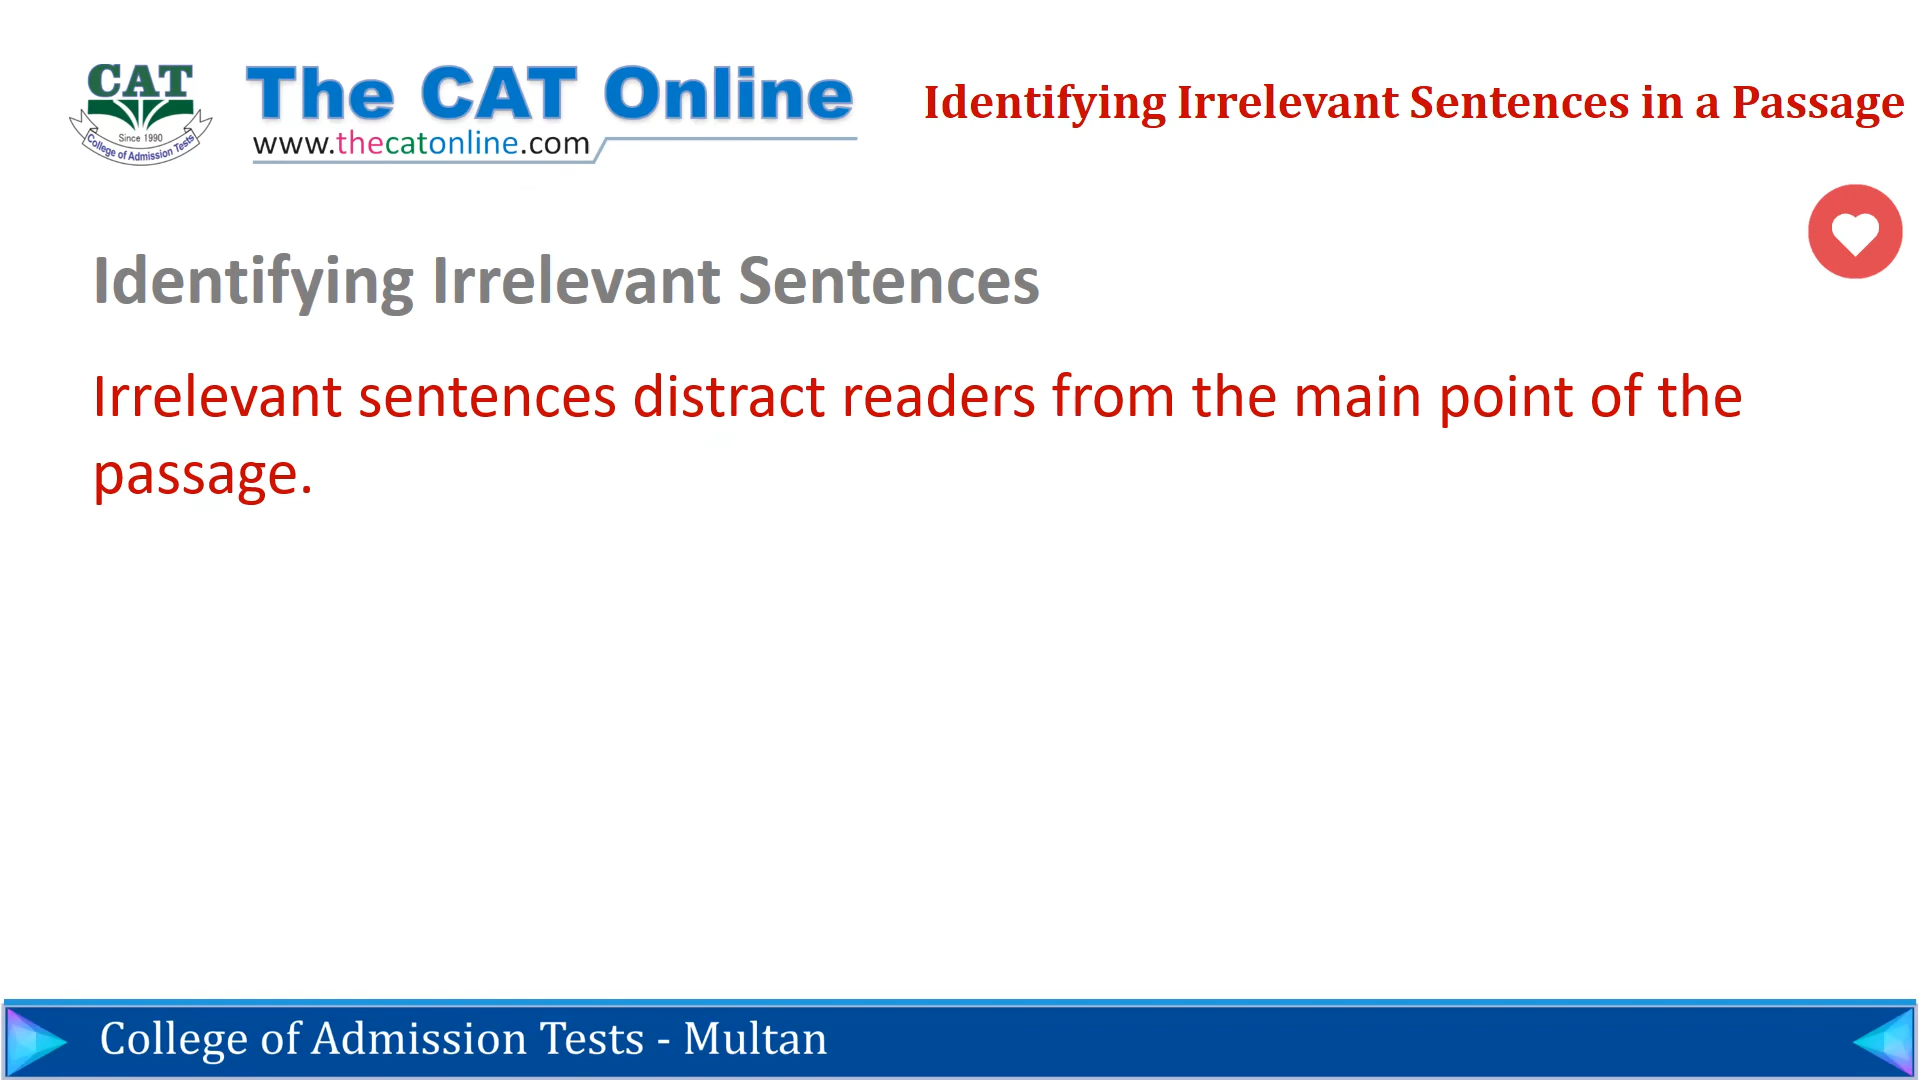 CAT
Since 1990
College of Admission Tests
The CAT Online
www.thecatonline.com
Identifying Irrelevant Sentences in a Passage
Identifying Irrelevant Sentences
Irrelevant sentences distract readers from the main point of the
passage.
College of Admission Tests - Multan